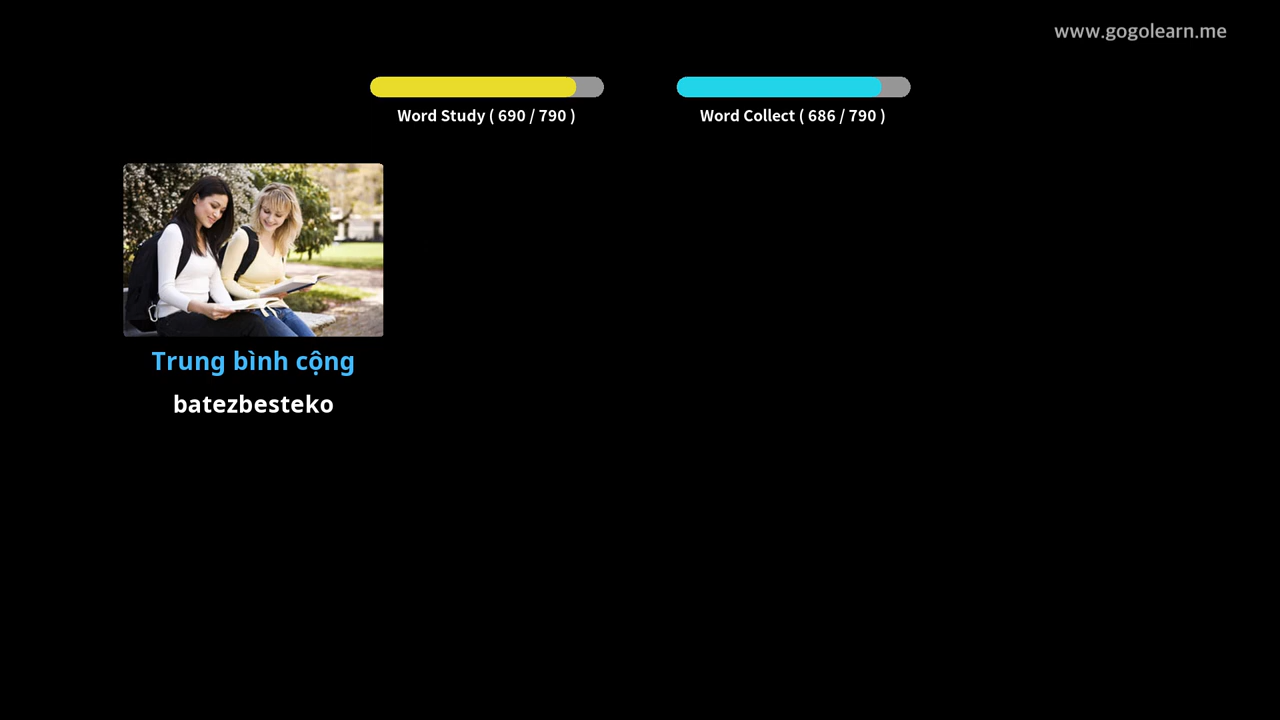 www.gogolearn.me
Word Study ( 690 / 790 )
Word Collect ( 686 / 790 )
Trung bình cộng
batezbesteko